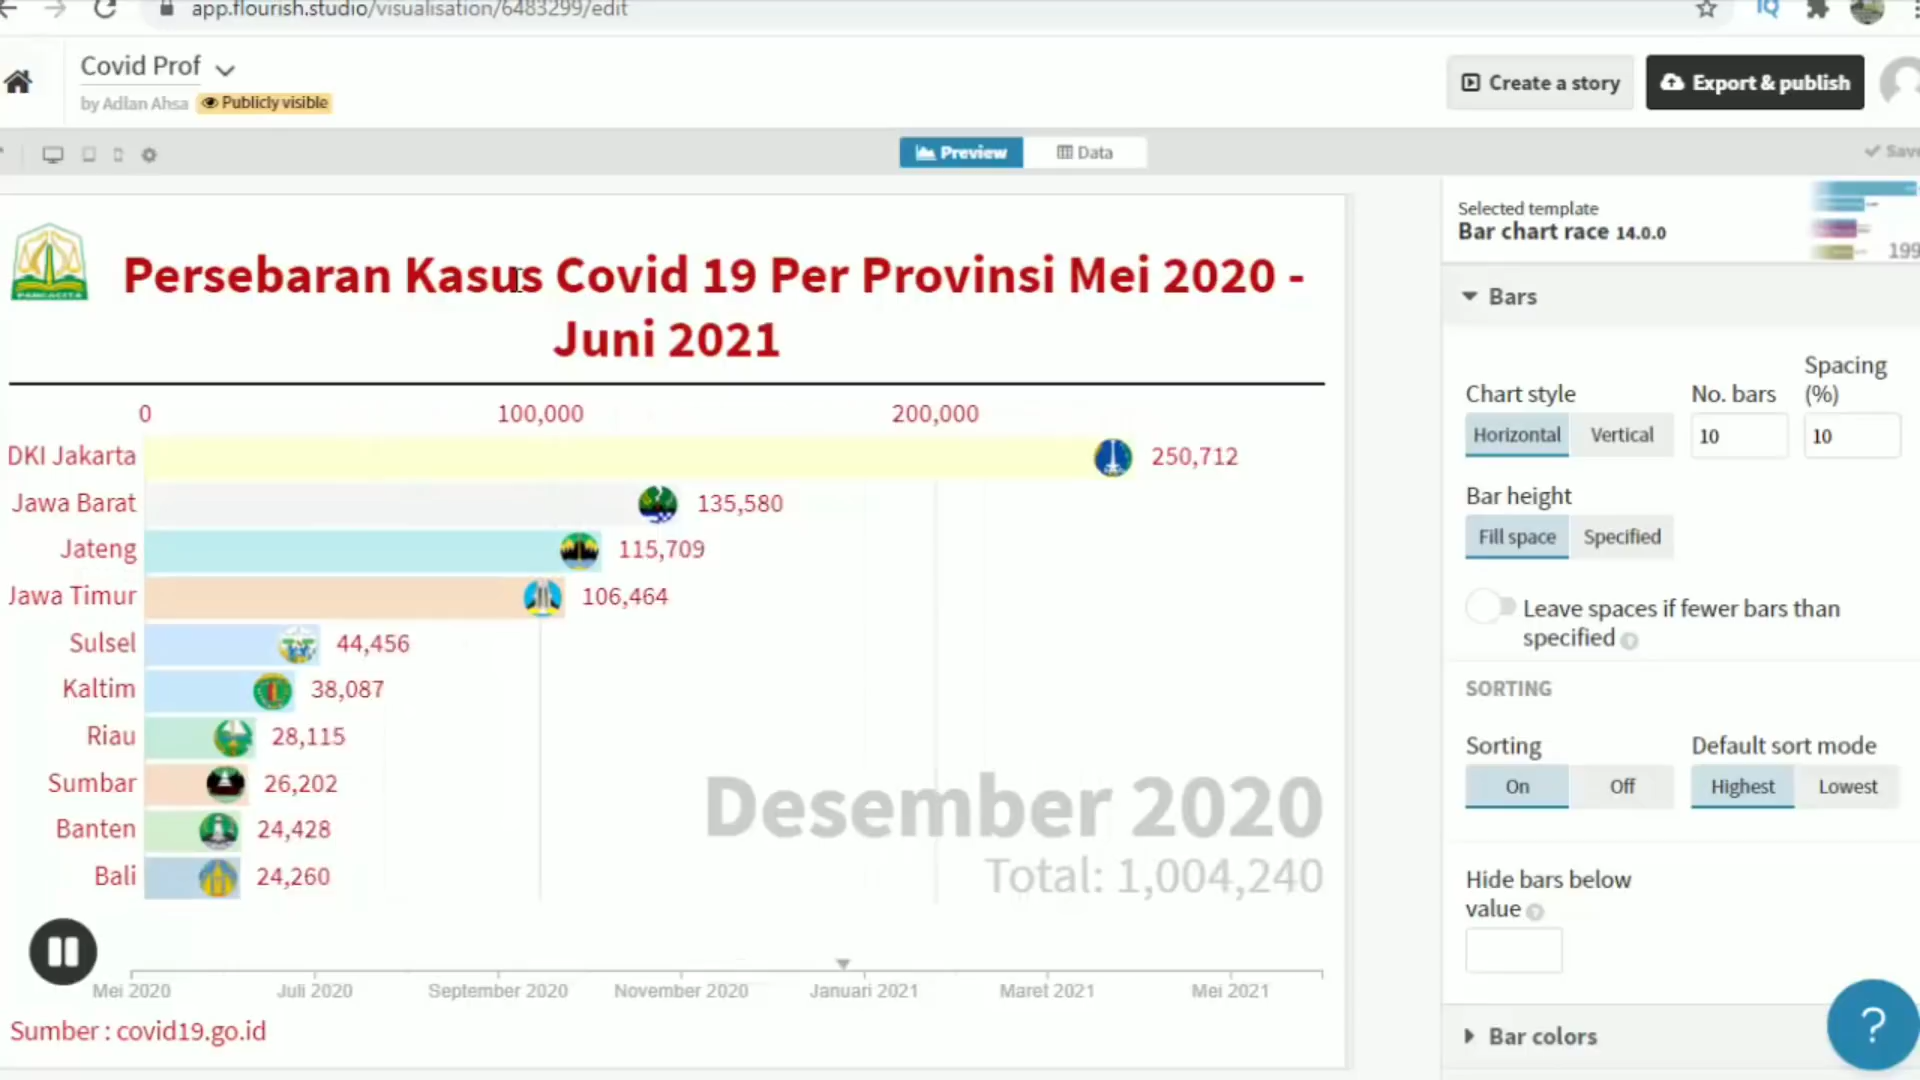 app.flourish.studio/visualisation/6483299/edit
Covid Prof
by Adlan Ahsa
Publicly visible
Create a story
Export & publish
Preview
Data
Selected template
Bar chart race 14.0.0
199
PANCACITA
Persebaran Kasus Covid 19 Per Provinsi Mei 2020 -
Juni 2021
0 100,000 200,000
DKI Jakarta 250,712
Jawa Barat 135,580
Jateng 115,709
Jawa Timur 106,464
Sulsel 44,456
Kaltim 38,087
Riau 28,115
Sumbar 26,202
Banten 24,428
Bali 24,260
Desember 2020
Total: 1,004,240
Mei 2020 Juli 2020 September 2020 November 2020 Januari 2021 Maret 2021 Mei 2021
Sumber : covid19.go.id
Bars
Chart style
Horizontal Vertical
No. bars
10
Spacing
(%)
10
Bar height
Fill space Specified
Leave spaces if fewer bars than
specified ?
SORTING
Sorting
On Off
Default sort mode
Highest Lowest
Hide bars below
value ?
Bar colors
?